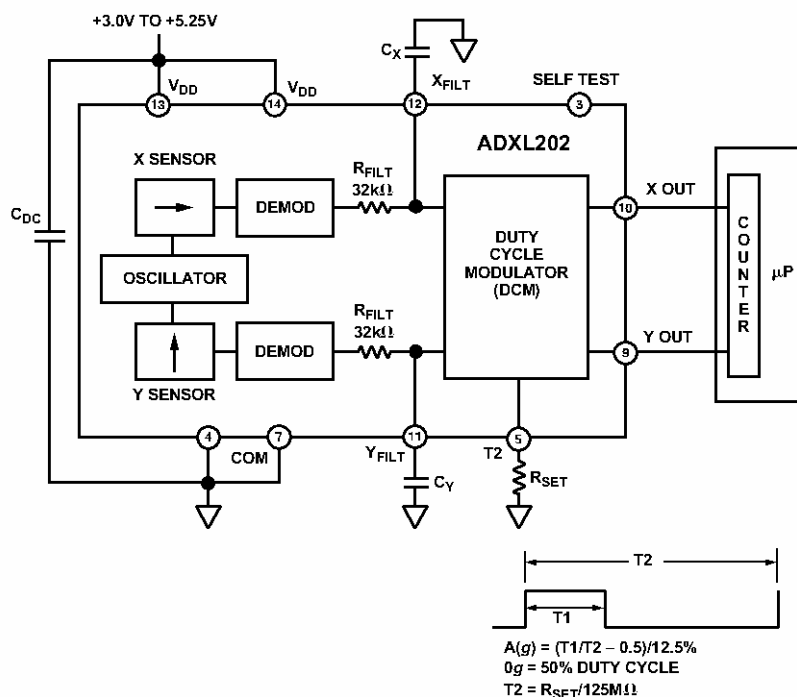 +3.0V TO +5.25V
C_X
V_DD
V_DD
X_FILT
SELF TEST
13
14
12
3
ADXL202
X SENSOR
R_FILT
32kΩ
DEMOD
X OUT
10
C_DC
OSCILLATOR
DUTY
CYCLE
MODULATOR
(DCM)
COUNTER
µP
R_FILT
32kΩ
DEMOD
Y OUT
9
Y SENSOR
4
7
11
5
COM
Y_FILT
T2
C_Y
R_SET
T2
T1
A(g) = (T1/T2 – 0.5)/12.5%
0g = 50% DUTY CYCLE
T2 = R_SET/125MΩ